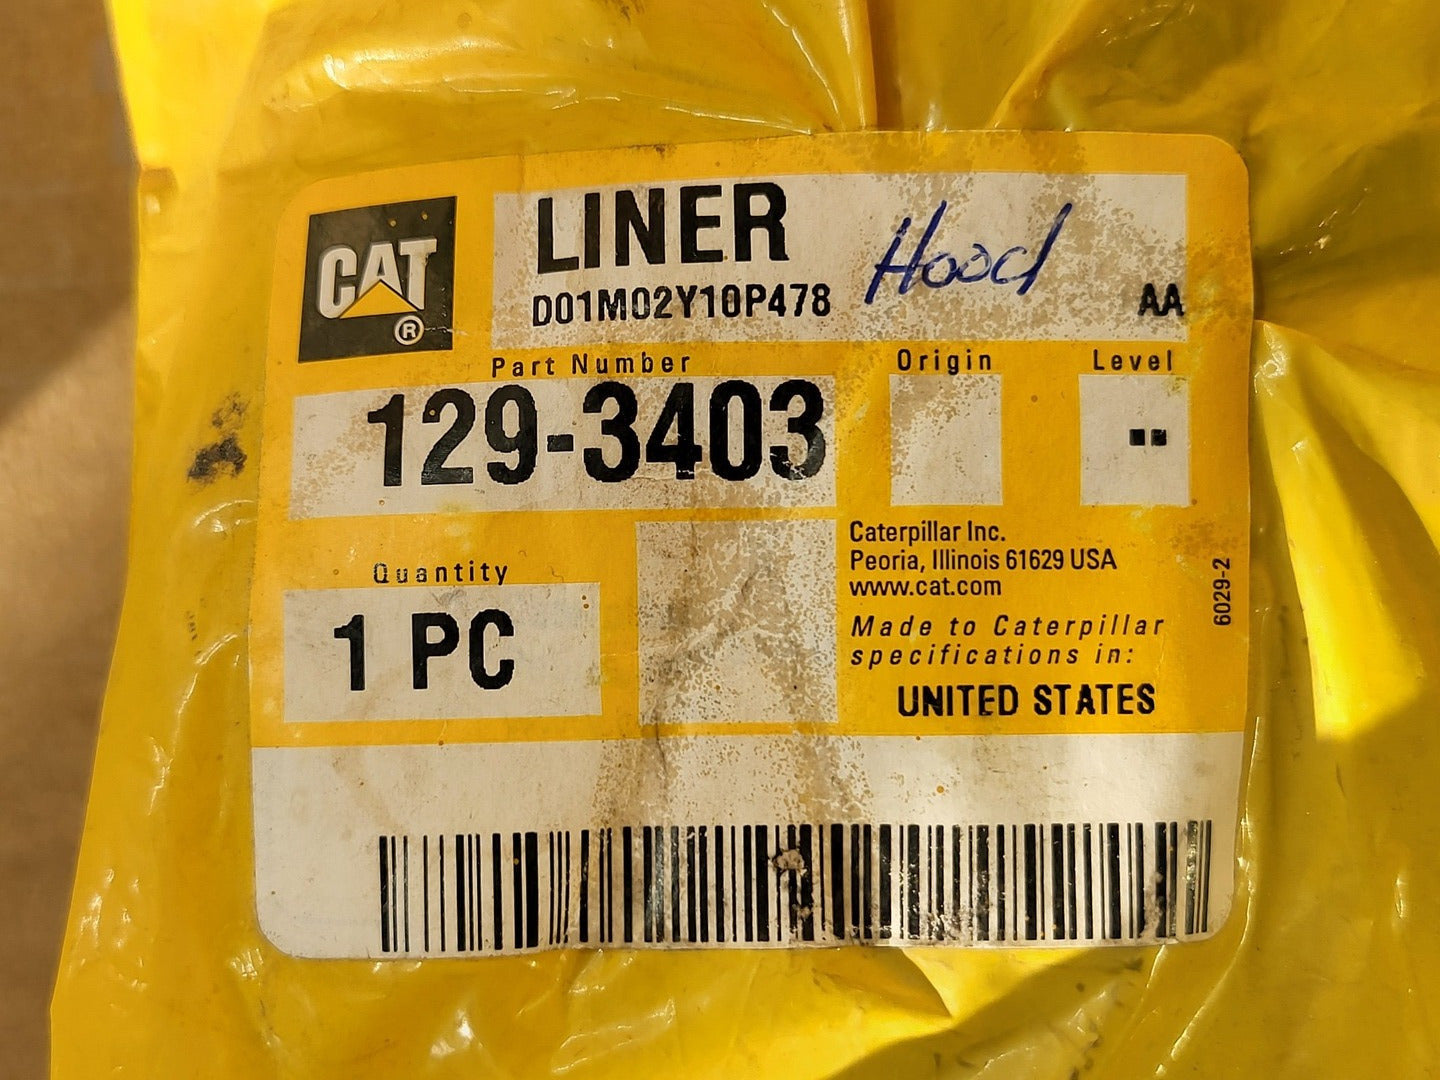 CAT
®
LINER
Hood
D01M02Y10P478
AA
Part Number
Origin
Level
129-3403
--
Quantity
1 PC
Caterpillar Inc.
Peoria, Illinois 61629 USA
www.cat.com
Made to Caterpillar
specifications in:
UNITED STATES
6029-2